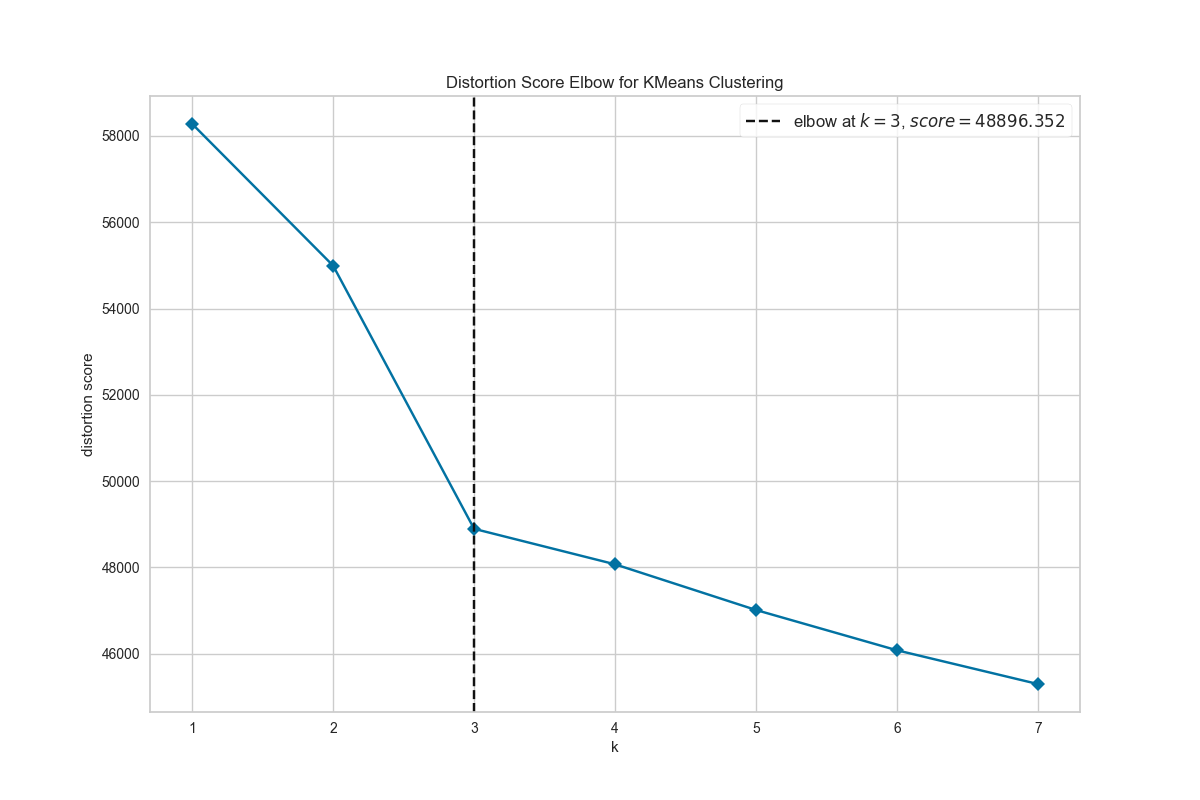 Distortion Score Elbow for KMeans Clustering
elbow at k = 3, score = 48896.352
58000
56000
54000
52000
50000
48000
46000
distortion score
1 2 3 4 5 6 7
k